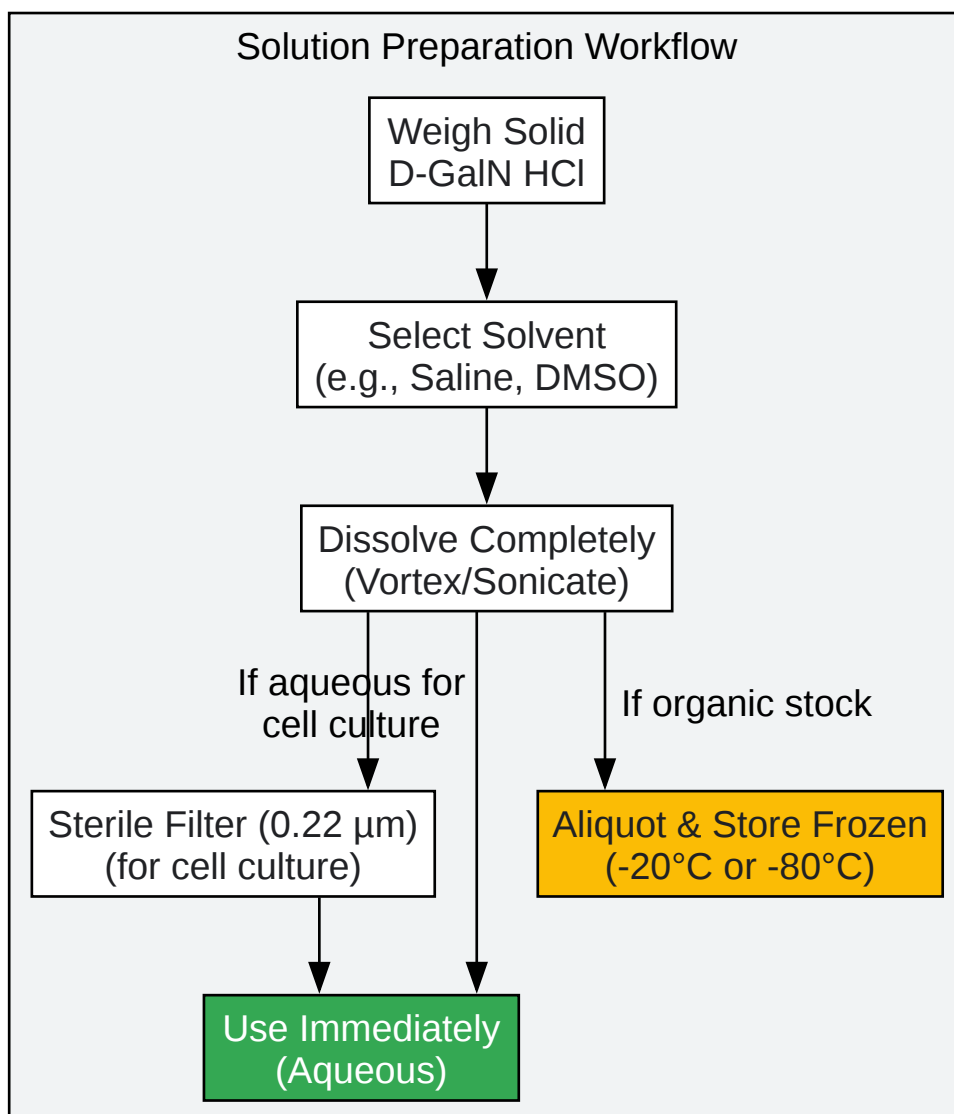 Solution Preparation Workflow
Weigh Solid
D-GalN HCl
Select Solvent
(e.g., Saline, DMSO)
Dissolve Completely
(Vortex/Sonicate)
If aqueous for
cell culture
If organic stock
Sterile Filter (0.22 µm)
(for cell culture)
Aliquot & Store Frozen
(-20°C or -80°C)
Use Immediately
(Aqueous)